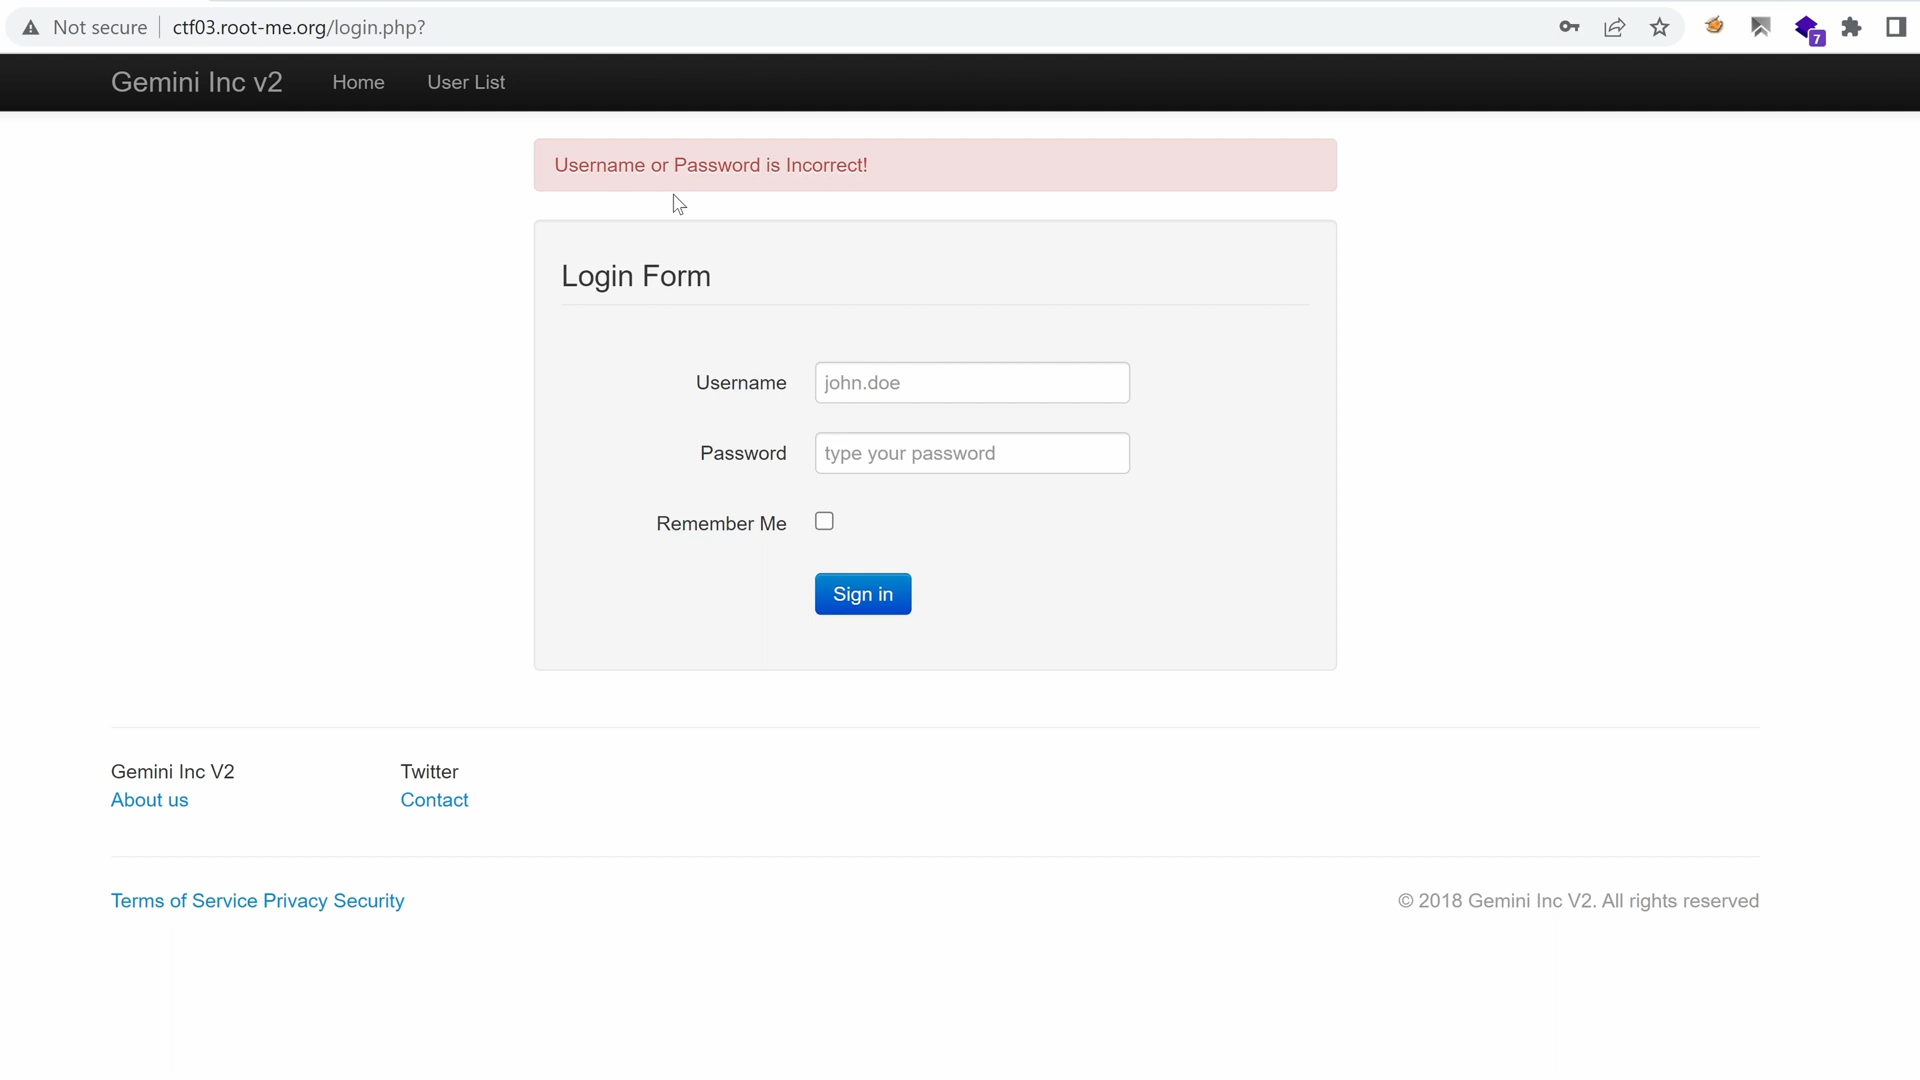 Not secure ctf03.root-me.org/login.php?
7
Gemini Inc v2 Home User List
Username or Password is Incorrect!
Login Form
Username john.doe
Password type your password
Remember Me
Sign in
Gemini Inc V2 Twitter
About us Contact
Terms of Service Privacy Security © 2018 Gemini Inc V2. All rights reserved